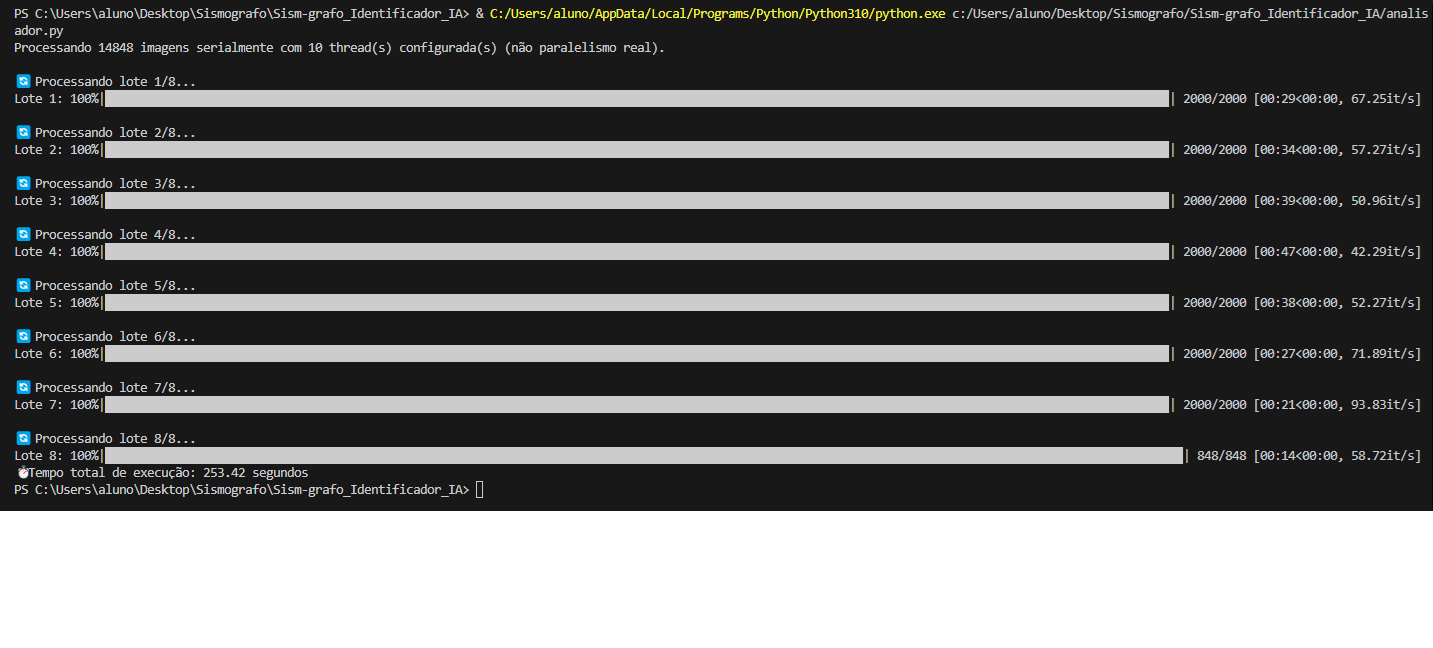 PS C:\Users\aluno\Desktop\Sismografo\Sism-grafo_Identificador_IA> & C:/Users/aluno/AppData/Local/Programs/Python/Python310/python.exe c:/Users/aluno/Desktop/Sismografo/Sism-grafo_Identificador_IA/analis
ador.py
Processando 14848 imagens serialmente com 10 thread(s) configurada(s) (não paralelismo real).
🔄 Processando lote 1/8...
Lote 1: 100%|██████████| 2000/2000 [00:29<00:00, 67.25it/s]
🔄 Processando lote 2/8...
Lote 2: 100%|██████████| 2000/2000 [00:34<00:00, 57.27it/s]
🔄 Processando lote 3/8...
Lote 3: 100%|██████████| 2000/2000 [00:39<00:00, 50.96it/s]
🔄 Processando lote 4/8...
Lote 4: 100%|██████████| 2000/2000 [00:47<00:00, 42.29it/s]
🔄 Processando lote 5/8...
Lote 5: 100%|██████████| 2000/2000 [00:38<00:00, 52.27it/s]
🔄 Processando lote 6/8...
Lote 6: 100%|██████████| 2000/2000 [00:27<00:00, 71.89it/s]
🔄 Processando lote 7/8...
Lote 7: 100%|██████████| 2000/2000 [00:21<00:00, 93.83it/s]
🔄 Processando lote 8/8...
Lote 8: 100%|██████████| 848/848 [00:14<00:00, 58.72it/s]
⏱Tempo total de execução: 253.42 segundos
PS C:\Users\aluno\Desktop\Sismografo\Sism-grafo_Identificador_IA>